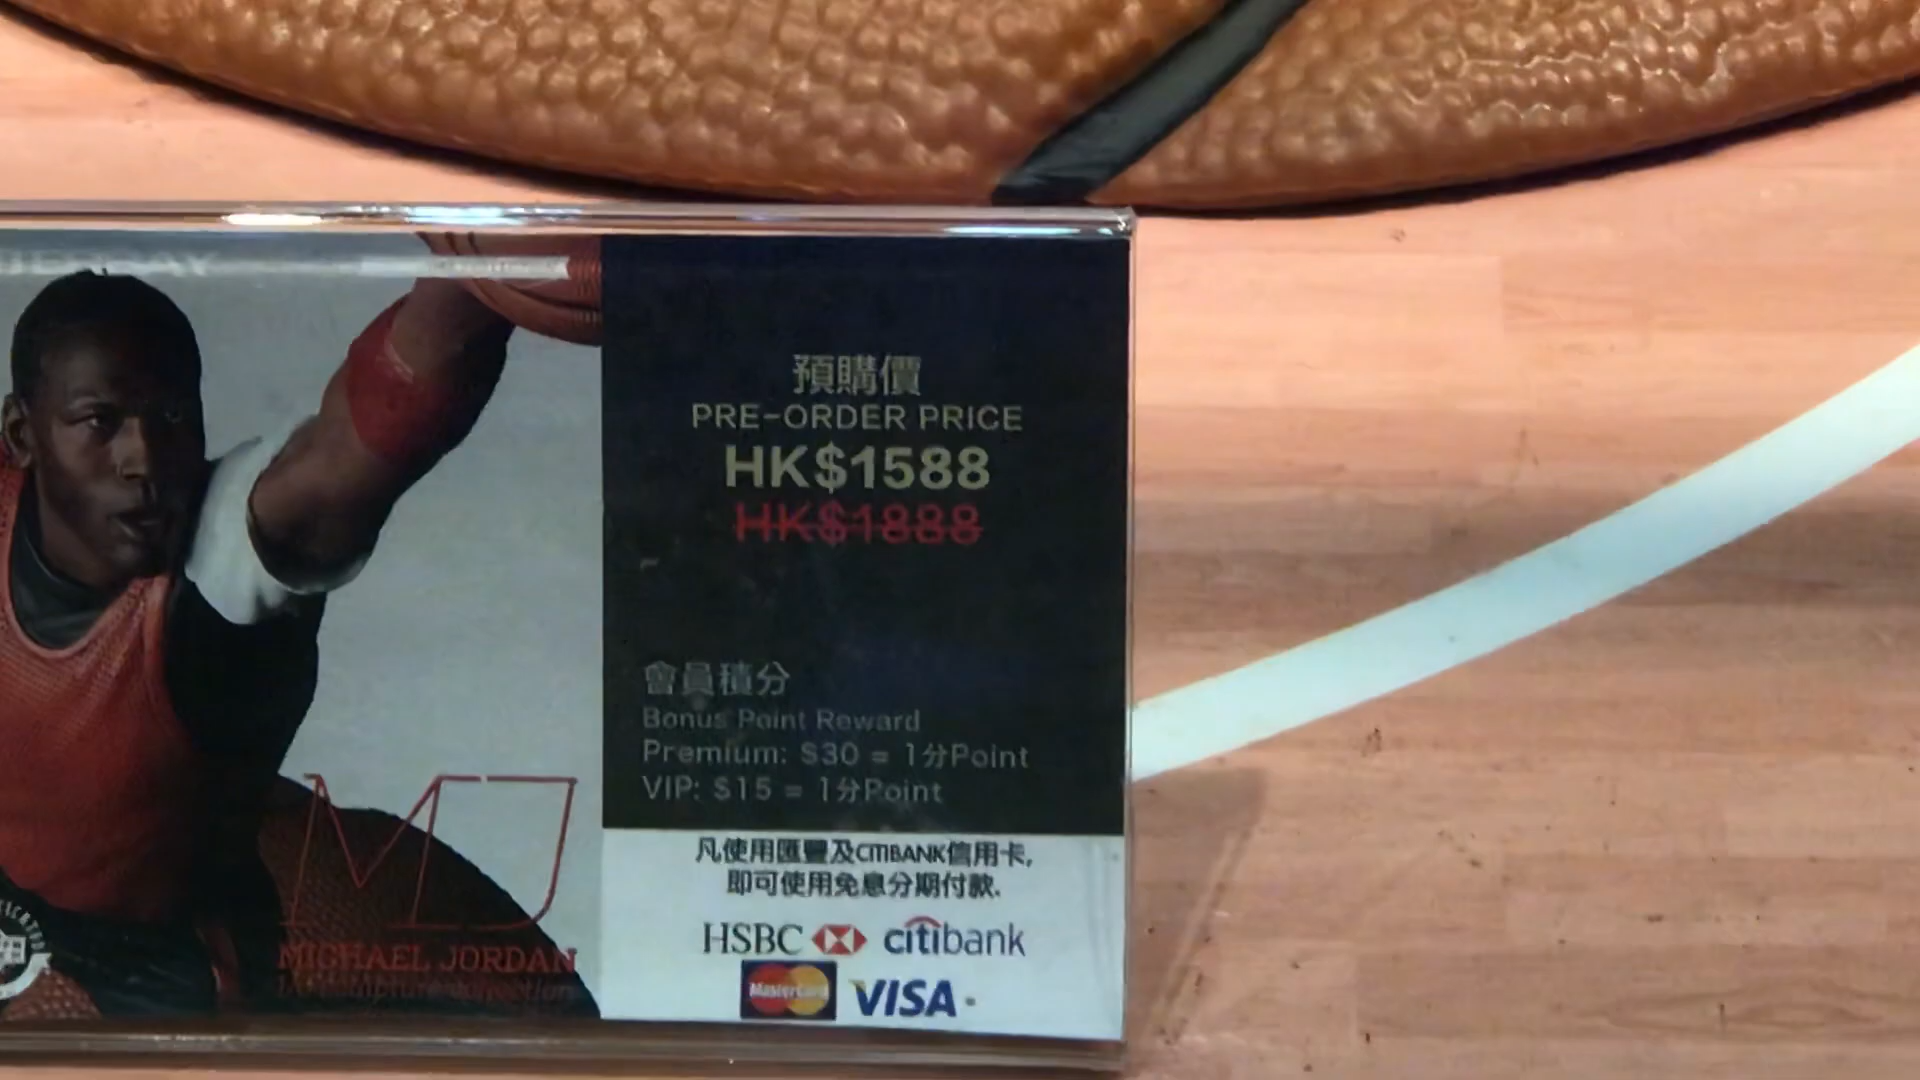 預購價
PRE-ORDER PRICE
HK$1588
HK$1888
會員積分
Bonus Point Reward
Premium: $30 = 1分Point
VIP: $15 = 1分Point
凡使用匯豐及CITIBANK信用卡,
即可使用免息分期付款.
HSBC citibank
MasterCard VISA
MJ
MICHAEL JORDAN